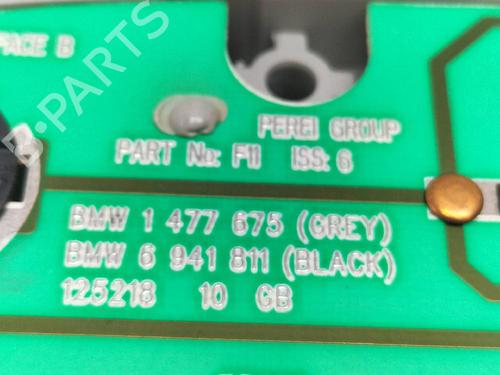 FACE B
PEREI GROUP
PART No: F11 ISS: 6
BMW 1 477 675 (GREY)
BMW 6 941 811 (BLACK)
125218 10 GB
B-PARTS